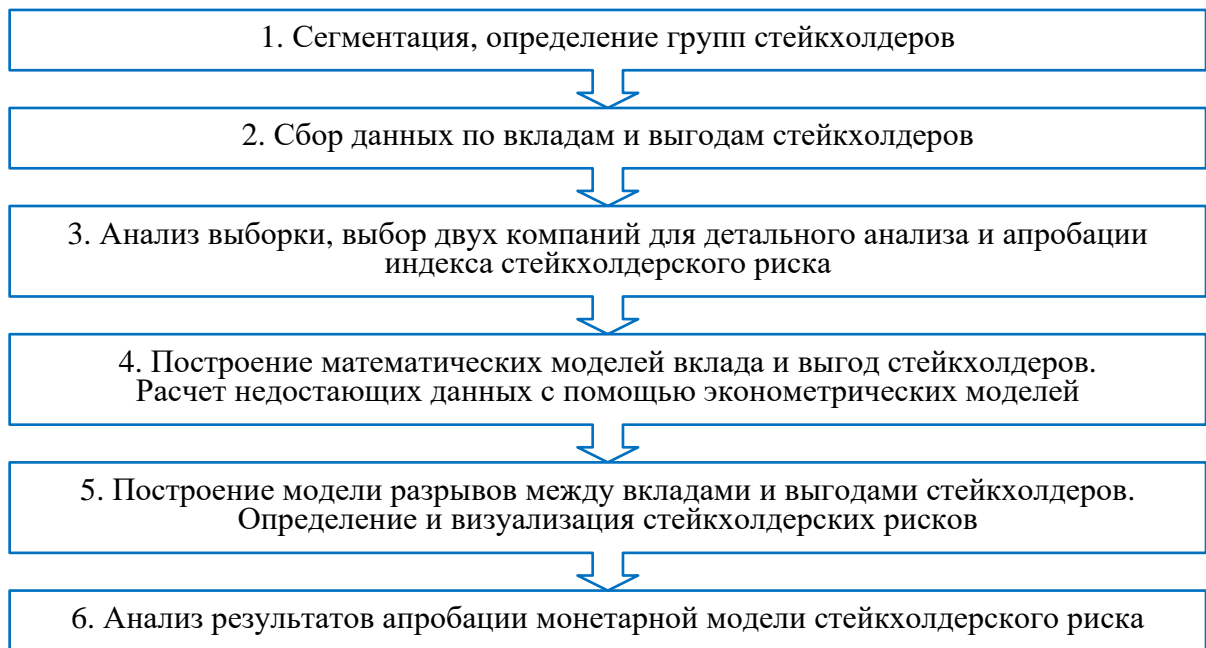 1. Сегментация, определение групп стейкхолдеров
2. Сбор данных по вкладам и выгодам стейкхолдеров
3. Анализ выборки, выбор двух компаний для детального анализа и апробации
индекса стейкхолдерского риска
4. Построение математических моделей вклада и выгод стейкхолдеров.
Расчет недостающих данных с помощью эконометрических моделей
5. Построение модели разрывов между вкладами и выгодами стейкхолдеров.
Определение и визуализация стейкхолдерских рисков
6. Анализ результатов апробации монетарной модели стейкхолдерского риска